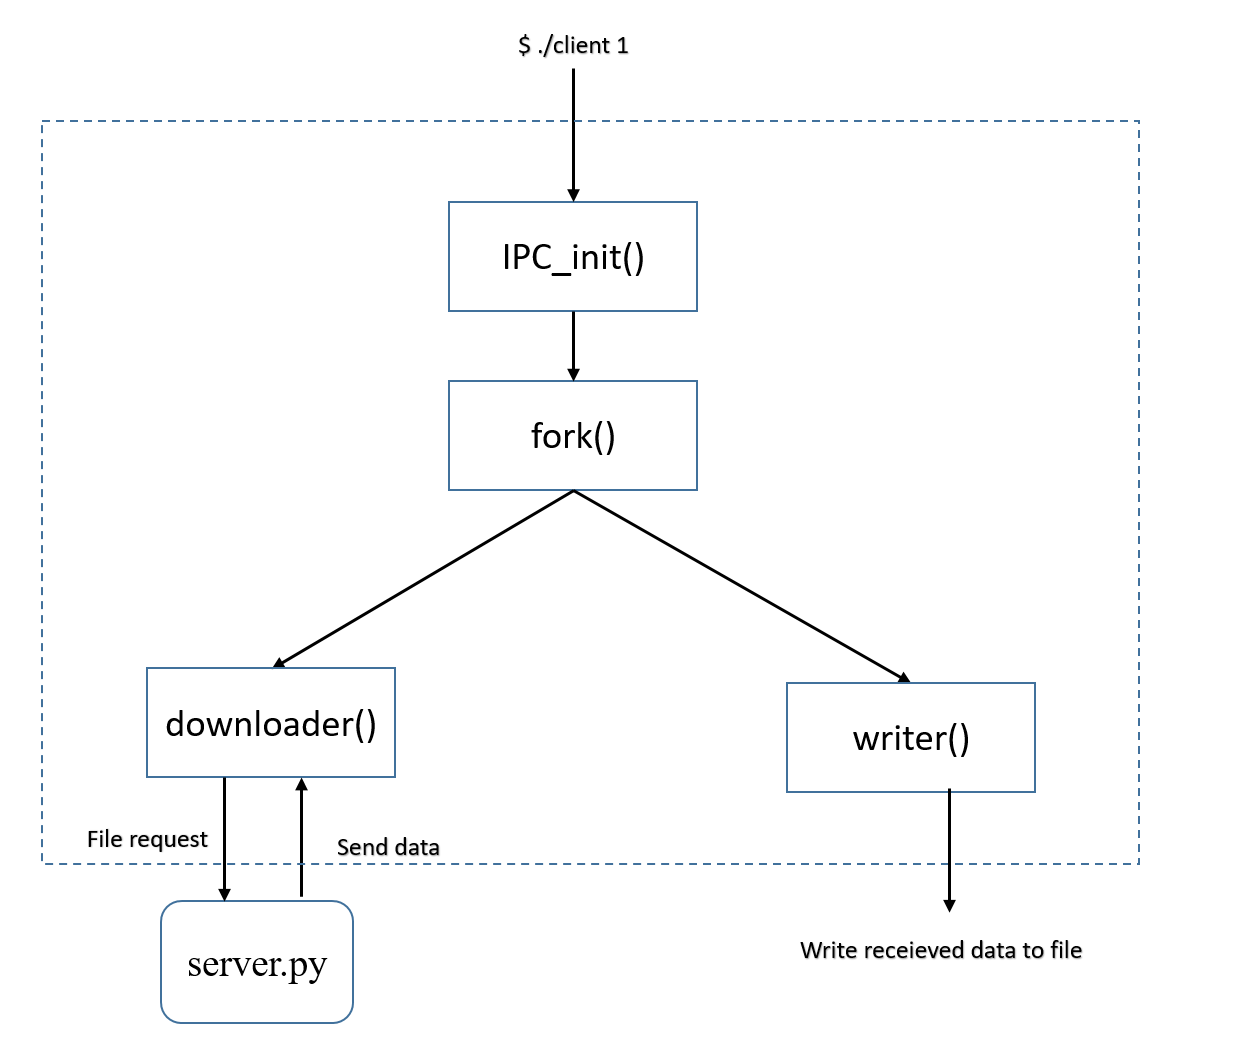 $ ./client 1
IPC_init()
fork()
downloader()
writer()
File request
Send data
server.py
Write receieved data to file